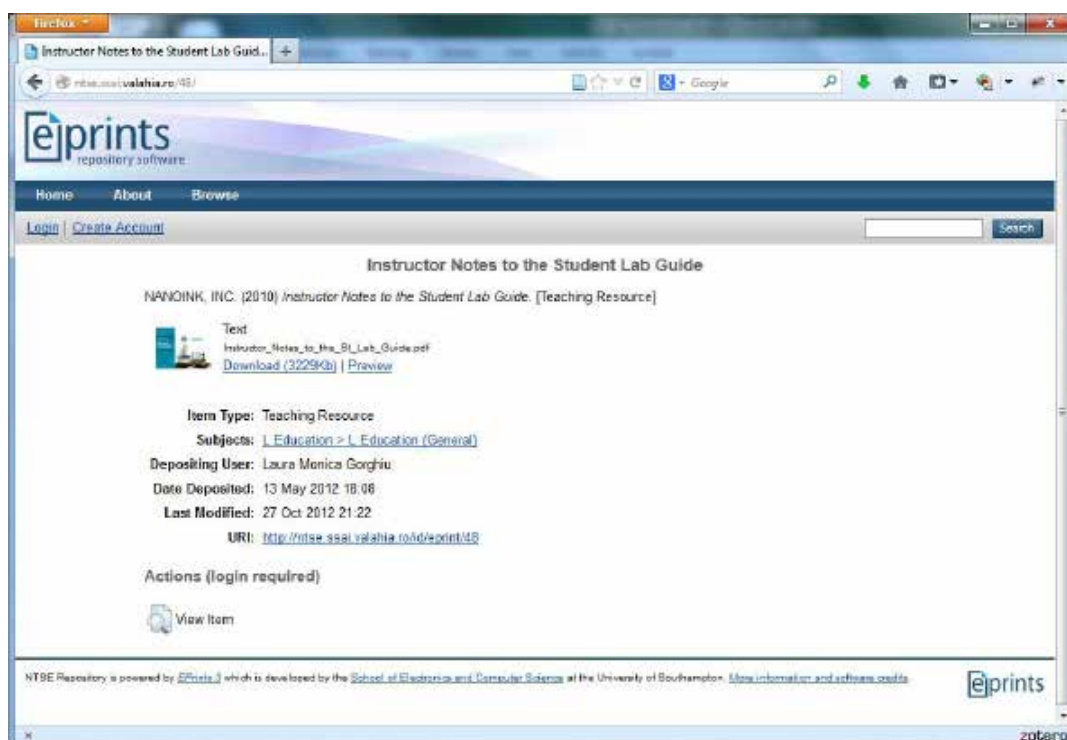 Firefox
Instructor Notes to the Student Lab Guid...
ntse.ssai.valahia.ro/48/
Google
eprints
repository software
Home About Browse
Login | Create Account
Search
Instructor Notes to the Student Lab Guide
NANOINK, INC. (2010) Instructor Notes to the Student Lab Guide. [Teaching Resource]
Text
Instructor_Notes_to_the_St_Lab_Guide.pdf
Download (3229Kb) | Preview
Item Type: Teaching Resource
Subjects: L Education > L Education (General)
Depositing User: Laura Monica Gorghiu
Date Deposited: 13 May 2012 18:08
Last Modified: 27 Oct 2012 21:22
URI: http://ntse.ssai.valahia.ro/id/eprint/48
Actions (login required)
View Item
NTSE Repository is powered by EPrints 3 which is developed by the School of Electronics and Computer Science at the University of Southampton. More information and software credits.
eprints
zotero